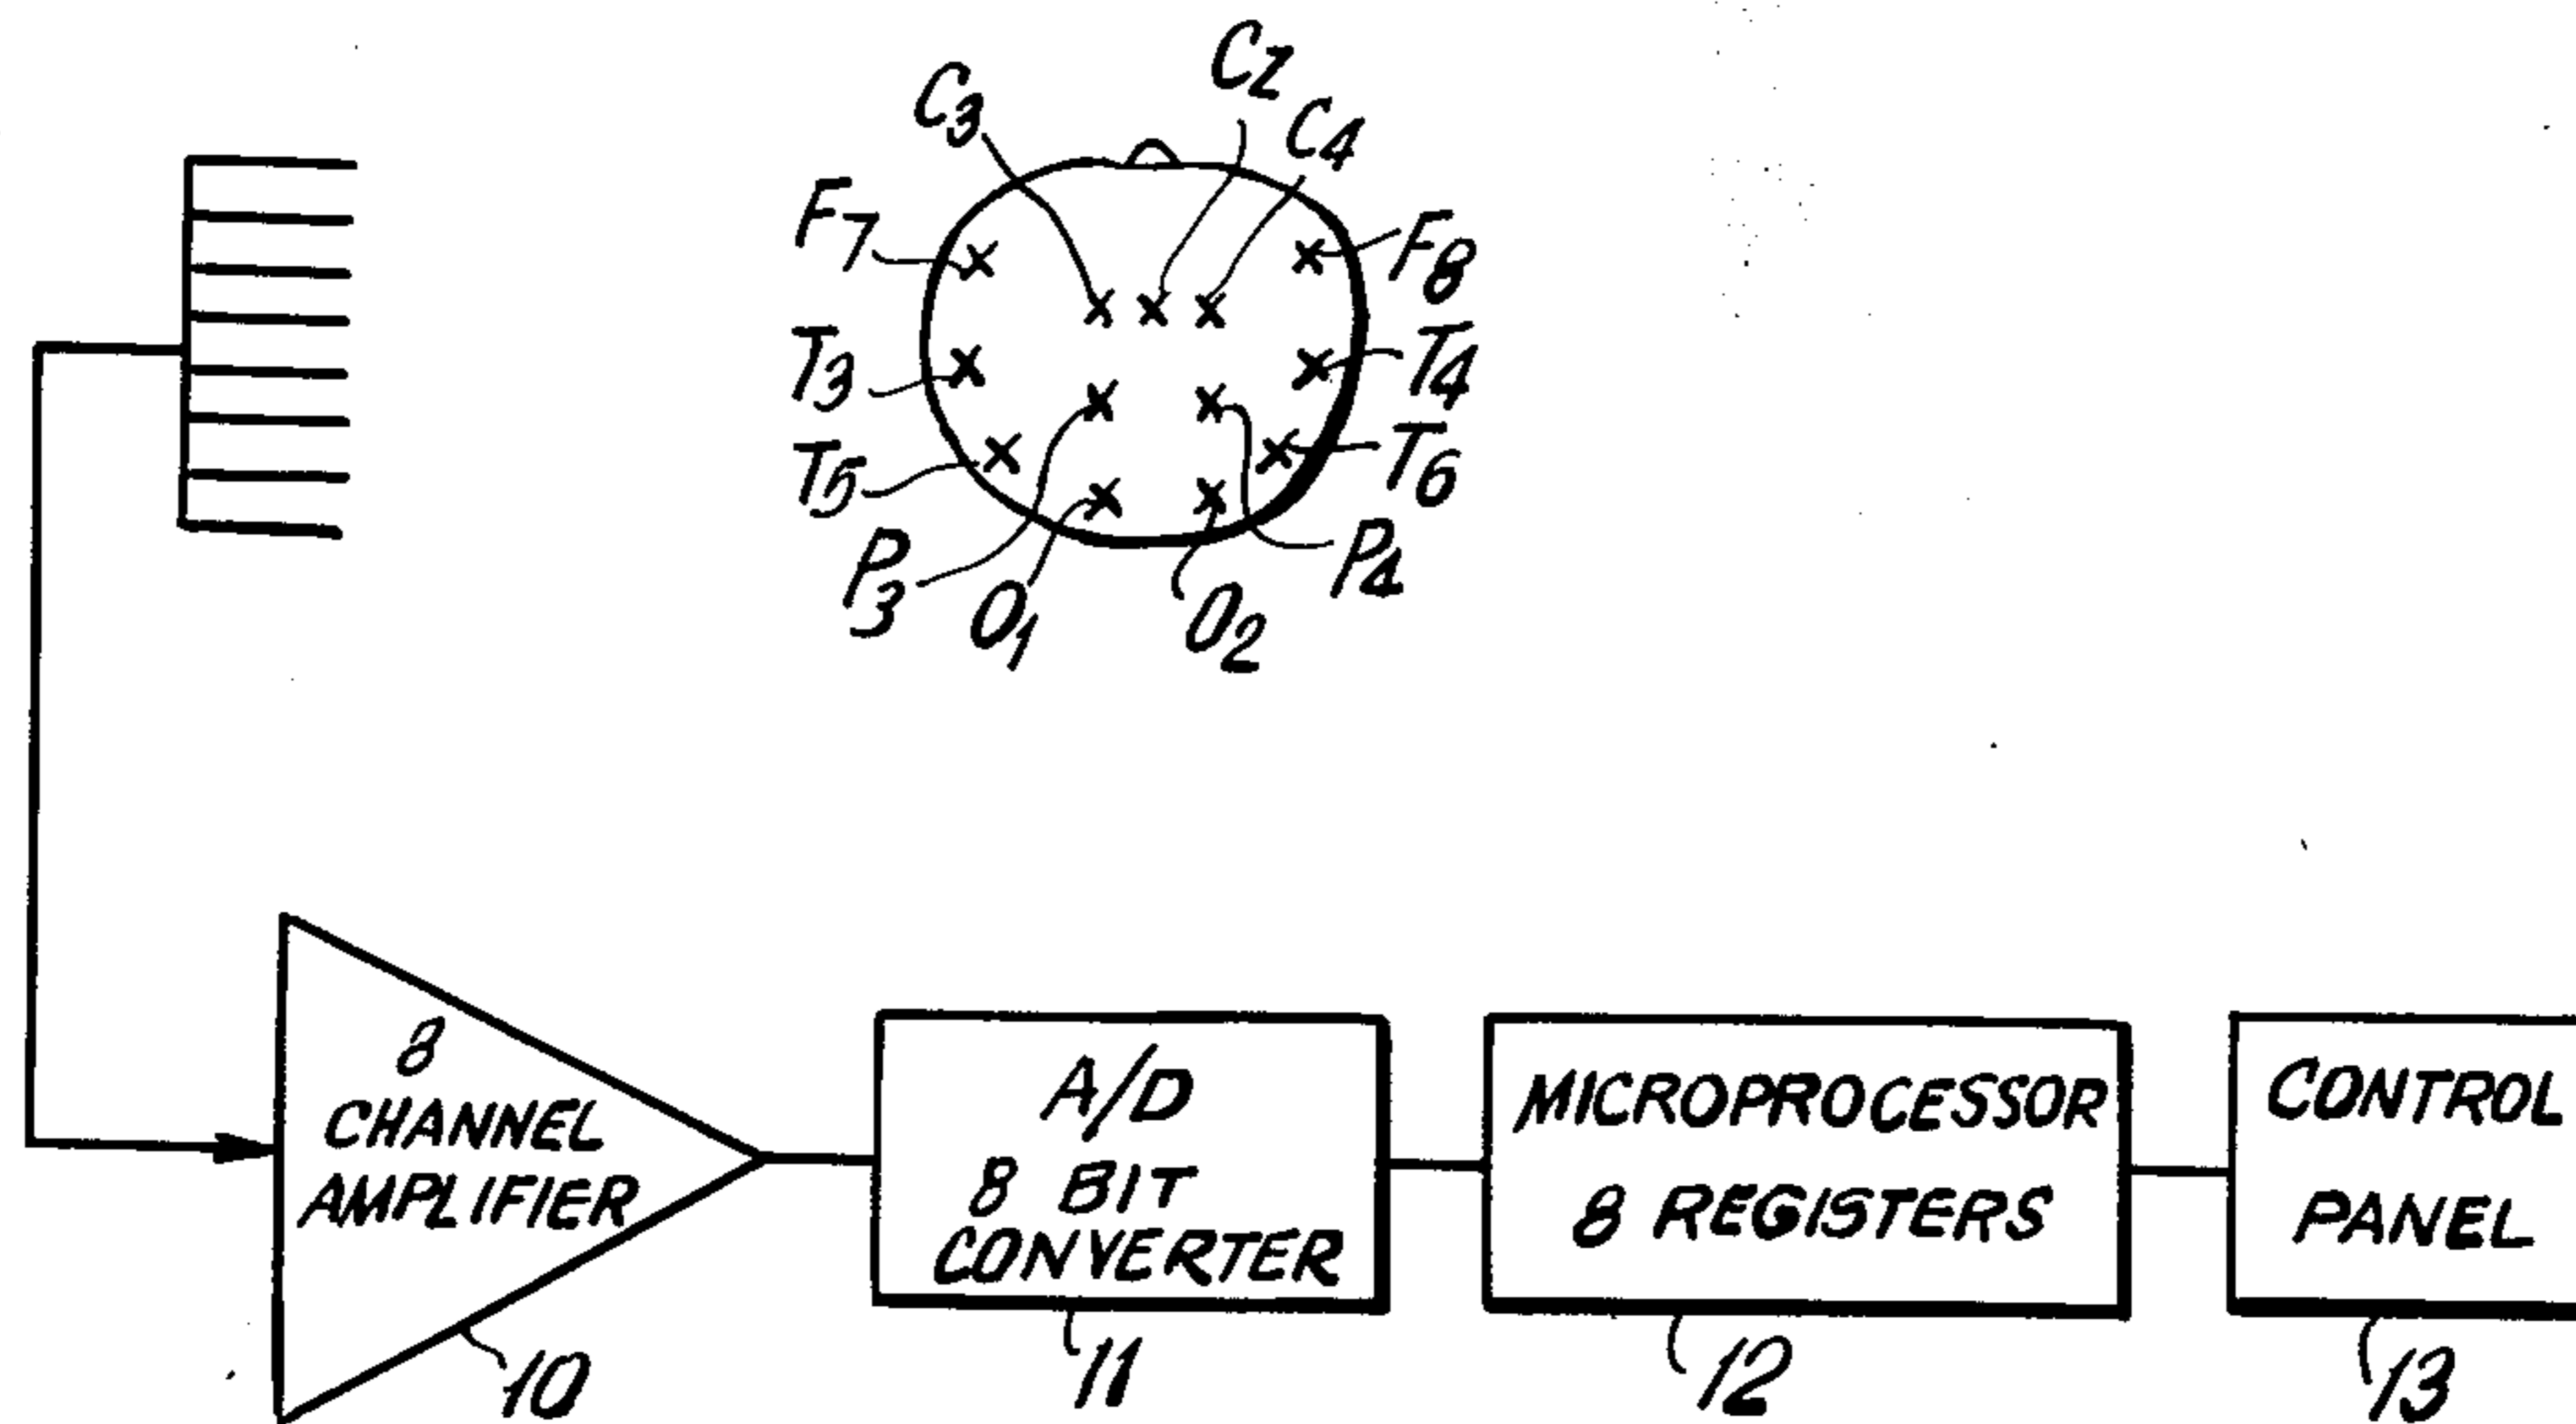 C3
CZ
C4
F7
F8
T3
T4
T5
T6
P3
O1
O2
P4
8
CHANNEL
AMPLIFIER
A/D
8 BIT
CONVERTER
MICROPROCESSOR
8 REGISTERS
CONTROL
PANEL
10
11
12
13